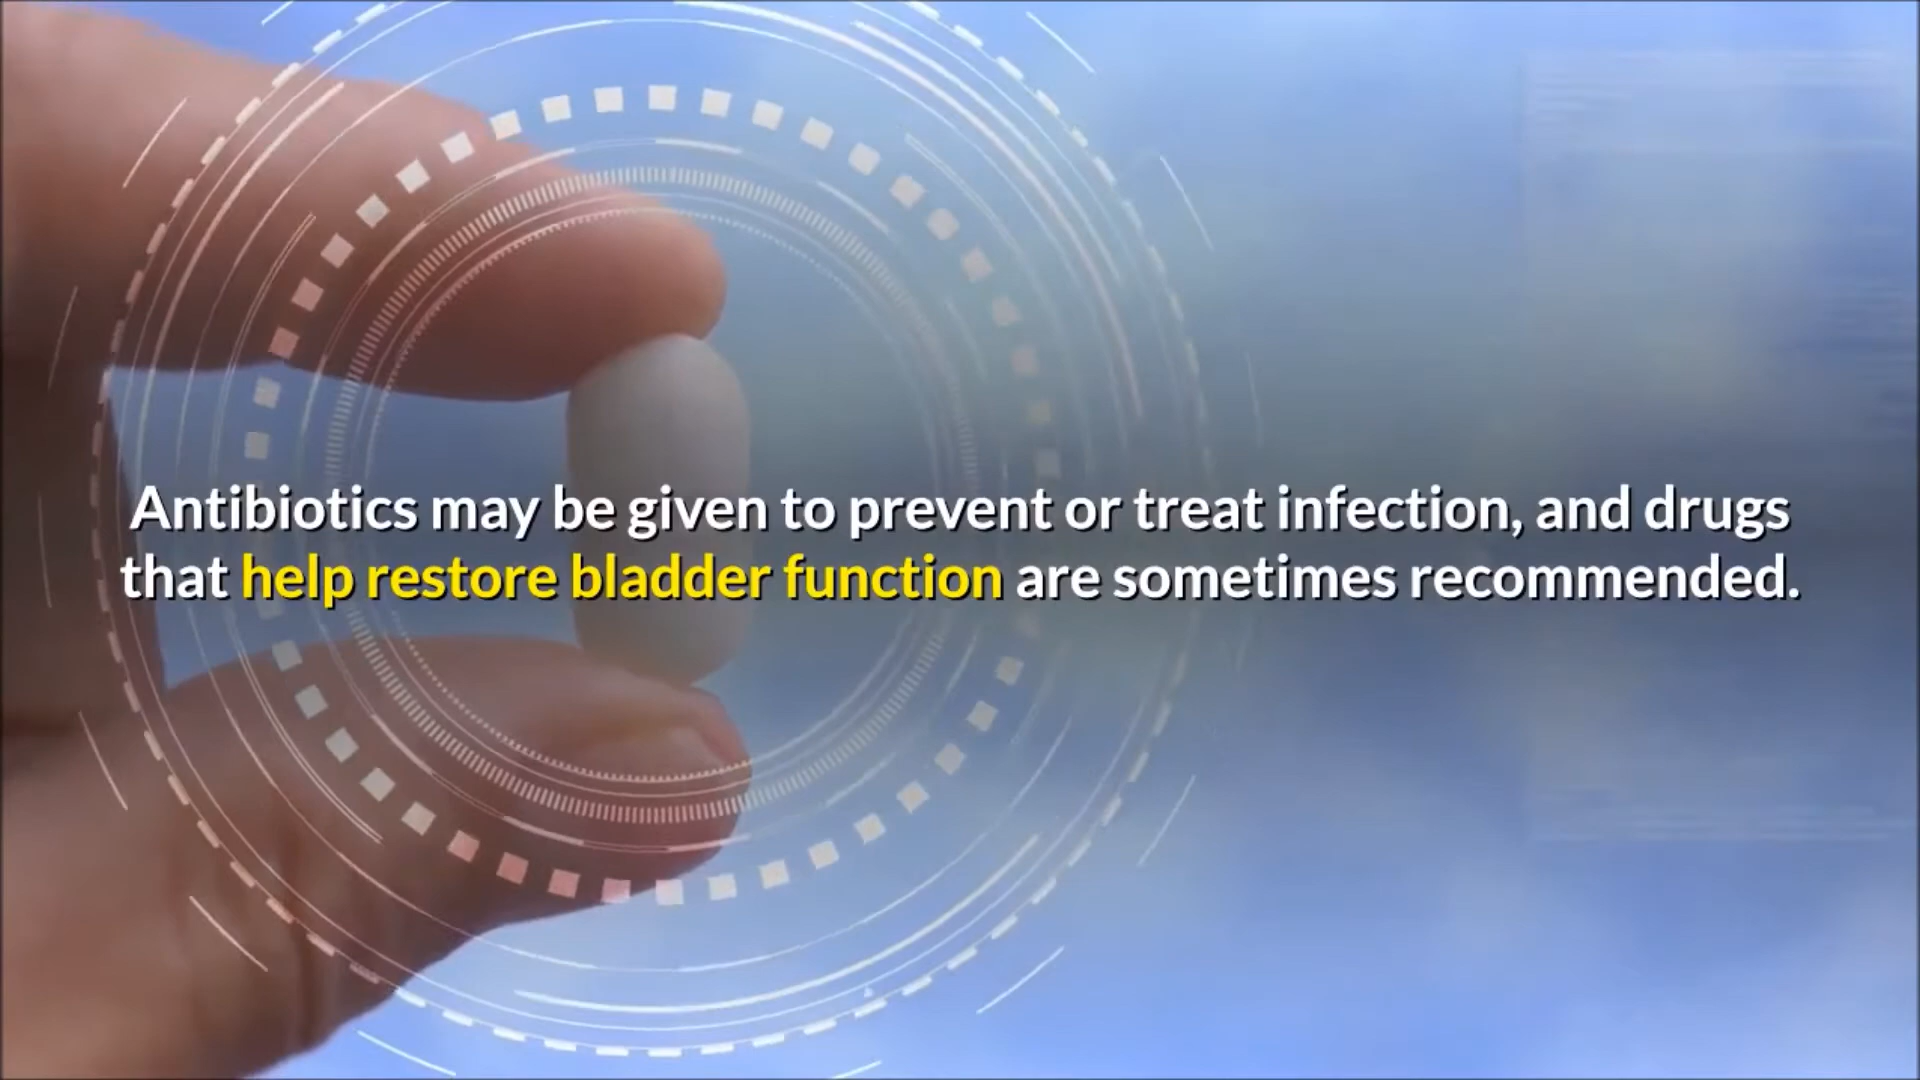 Antibiotics may be given to prevent or treat infection, and drugs
that help restore bladder function are sometimes recommended.